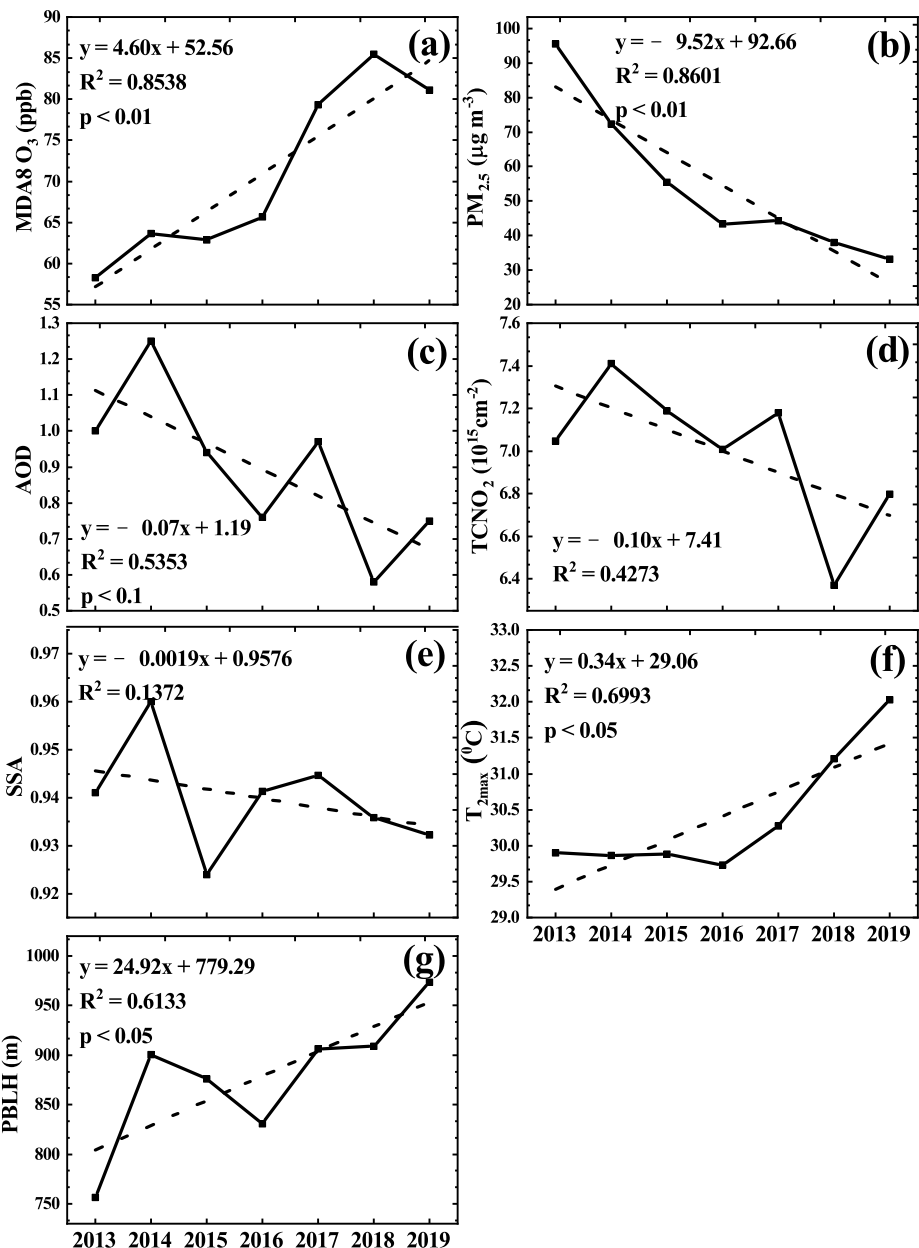 (a)
y = 4.60x + 52.56
R² = 0.8538
p < 0.01
MDA8 O₃ (ppb)
90
85
80
75
70
65
60
55
(b)
y = − 9.52x + 92.66
R² = 0.8601
p < 0.01
PM₂.₅ (μg m⁻³)
100
90
80
70
60
50
40
30
20
(c)
y = − 0.07x + 1.19
R² = 0.5353
p < 0.1
AOD
1.3
1.2
1.1
1.0
0.9
0.8
0.7
0.6
0.5
(d)
y = − 0.10x + 7.41
R² = 0.4273
TCNO₂ (10¹⁵cm⁻²)
7.6
7.4
7.2
7.0
6.8
6.6
6.4
(e)
y = − 0.0019x + 0.9576
R² = 0.1372
SSA
0.97
0.96
0.95
0.94
0.93
0.92
(f)
y = 0.34x + 29.06
R² = 0.6993
p < 0.05
T₂ₘₐₓ (⁰C)
33.0
32.5
32.0
31.5
31.0
30.5
30.0
29.5
29.0
2013 2014 2015 2016 2017 2018 2019
(g)
y = 24.92x + 779.29
R² = 0.6133
p < 0.05
PBLH (m)
1000
950
900
850
800
750
2013 2014 2015 2016 2017 2018 2019